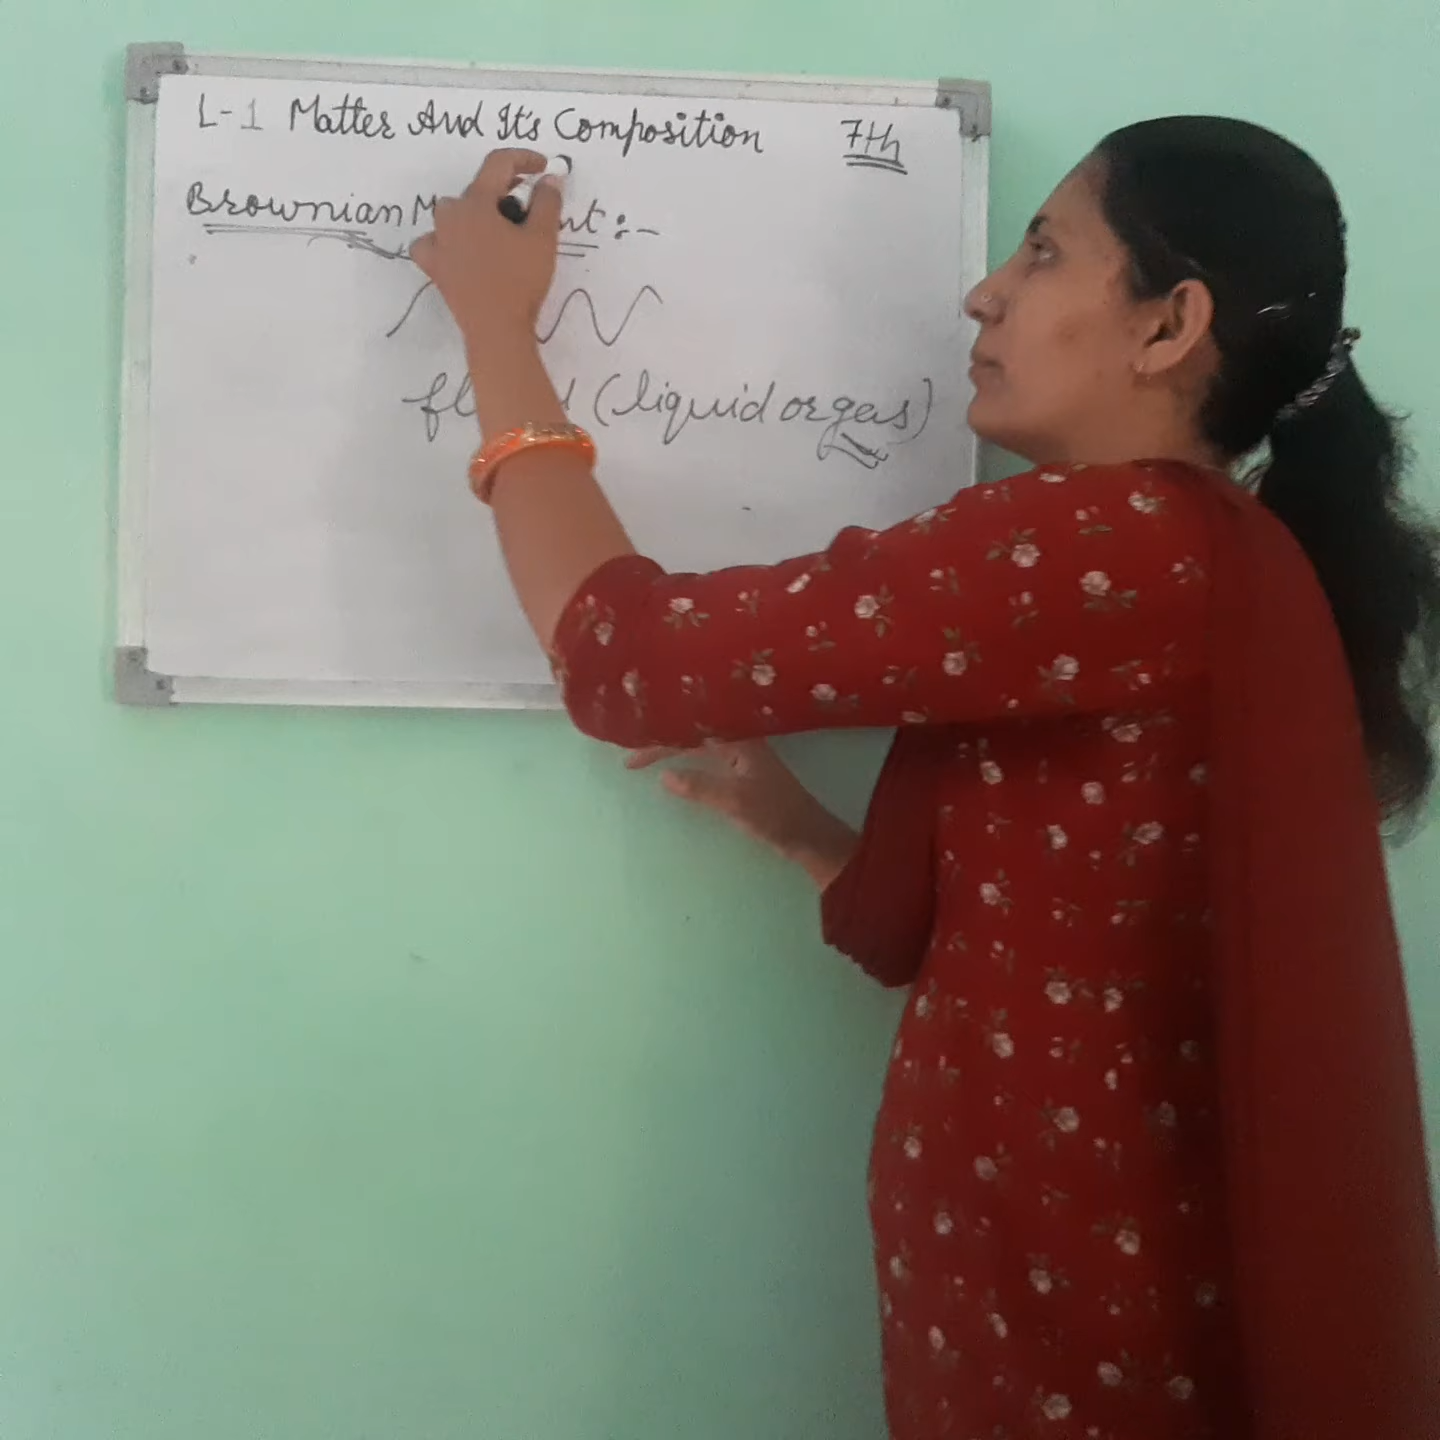 L-1 Matter And It's Composition 7th
Brownian :-
(liquid or gas)